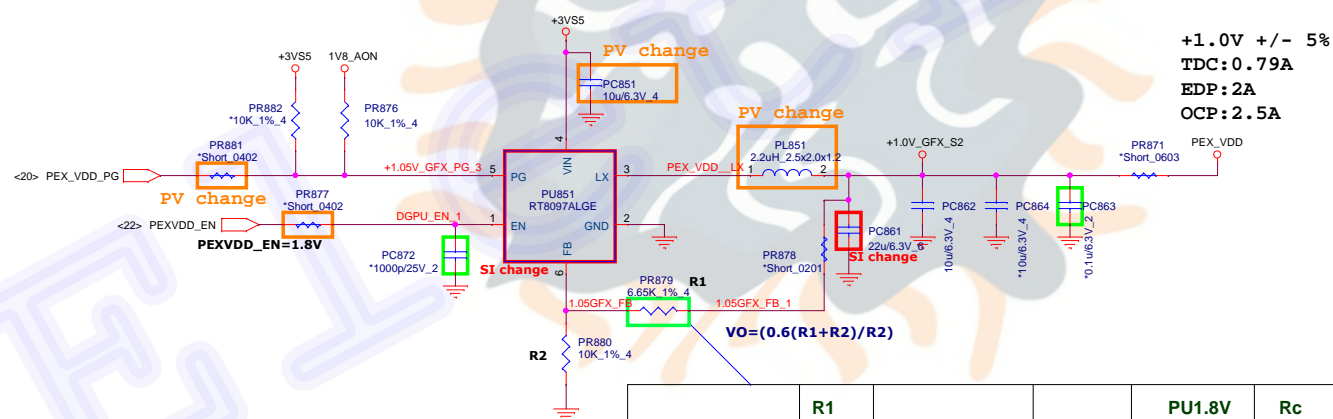 +3VS5
PV change
PC851
10u/6.3V_4
+1.0V +/- 5%
TDC:0.79A
EDP:2A
OCP:2.5A
+3VS5
1V8_AON
PR882
*10K_1%_4
PR876
10K_1%_4
PR881
*Short_0402
<20> PEX_VDD_PG
PV change
+1.05V_GFX_PG_3
5
PG
4
VIN
PU851
RT8097ALGE
LX
3
GND
2
EN
1
FB
6
PEX_VDD__LX
PV change
PL851
2.2uH_2.5x2.0x1.2
1
2
+1.0V_GFX_S2
PR871
*Short_0603
PEX_VDD
PR877
*Short_0402
<22> PEXVDD_EN
PEXVDD_EN=1.8V
DGPU_EN_1
PC872
*1000p/25V_2
SI change
PR878
*Short_0201
PC861
22u/6.3V_6
SI change
PC862
10u/6.3V_4
PC864
*10u/6.3V_4
PC863
*0.1u/6.3V_2
PR879
6.65K_1%_4
R1
1.05GFX_FB
1.05GFX_FB_1
VO=(0.6(R1+R2)/R2)
R2
PR880
10K_1%_4
R1
PU1.8V
Rc